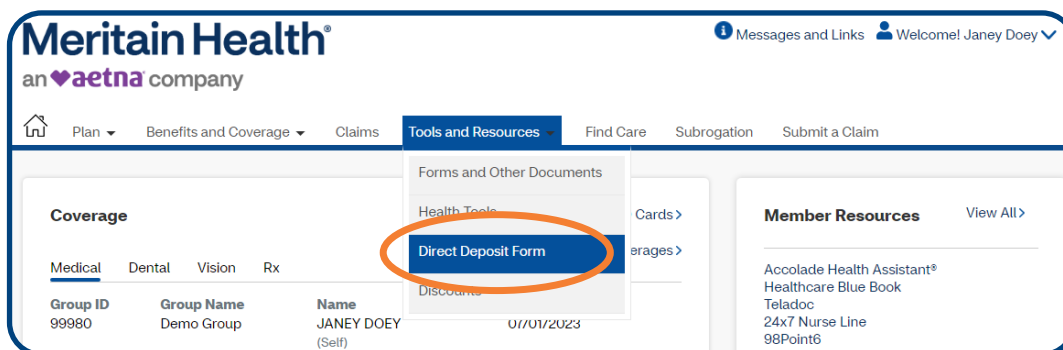 Meritain Health®
an aetna company
Messages and Links Welcome! Janey Doey
Plan Benefits and Coverage Claims Tools and Resources Find Care Subrogation Submit a Claim
Forms and Other Documents
Health Tools
Direct Deposit Form
Discounts
Coverage
Cards >
erages >
Medical Dental Vision Rx
Group ID Group Name Name
99980 Demo Group JANEY DOEY 07/01/2023
(Self)
Member Resources View All >
Accolade Health Assistant®
Healthcare Blue Book
Teladoc
24x7 Nurse Line
98Point6